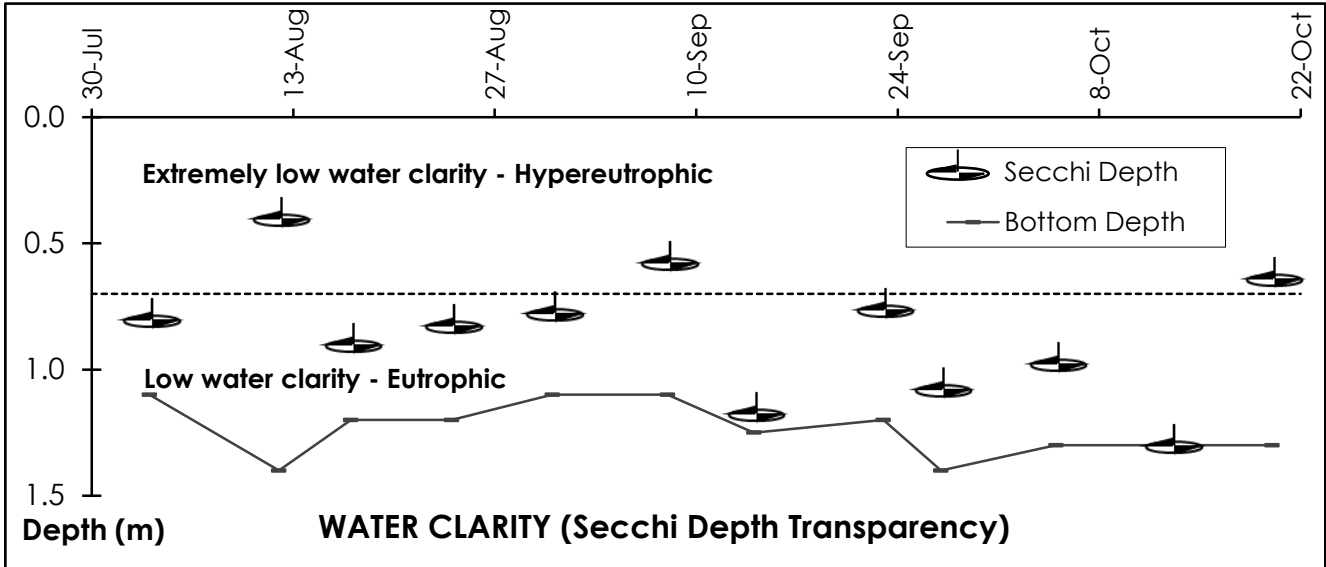 30-Jul
13-Aug
27-Aug
10-Sep
24-Sep
8-Oct
22-Oct
0.0
Extremely low water clarity - Hypereutrophic
Secchi Depth
Bottom Depth
0.5
1.0
Low water clarity - Eutrophic
1.5
Depth (m)
WATER CLARITY (Secchi Depth Transparency)